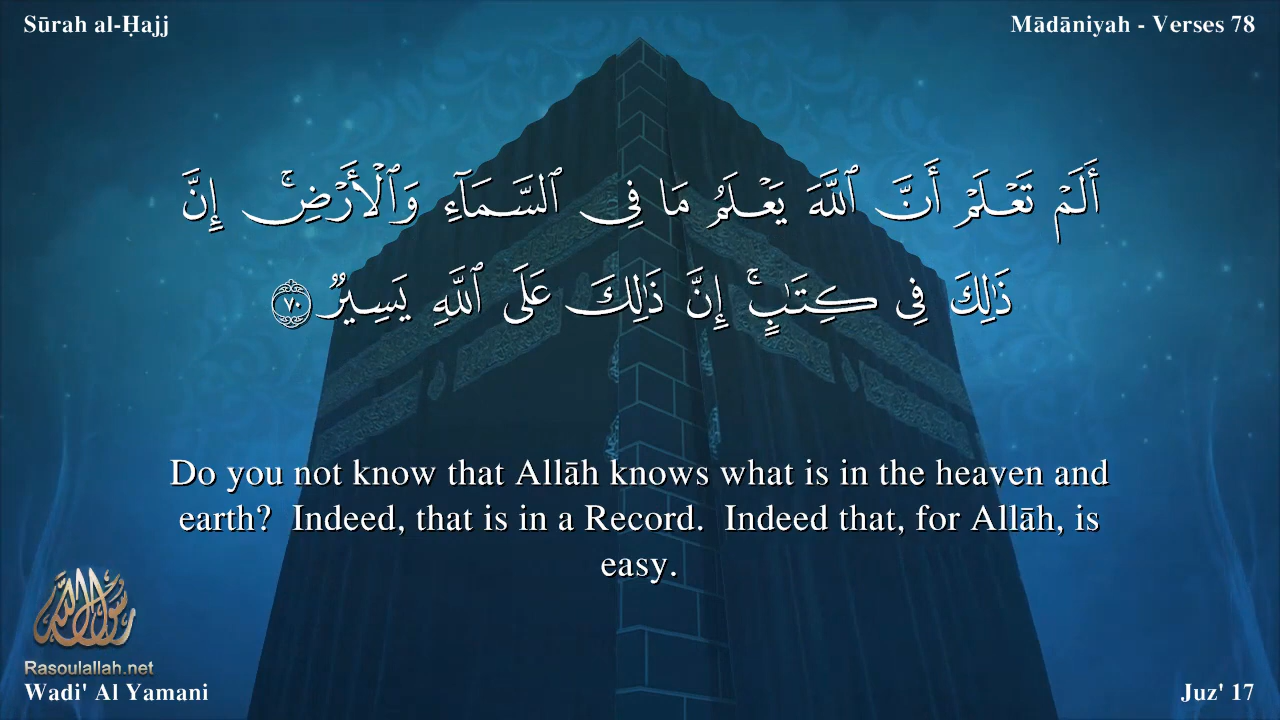 Sūrah al-Ḥajj
Mādāniyah - Verses 78
أَلَمْ تَعْلَمْ أَنَّ ٱللَّهَ يَعْلَمُ مَا فِى ٱلسَّمَآءِ وَٱلْأَرْضِ ۚ إِنَّ
ذَٰلِكَ فِى كِتَـٰبٍ ۚ إِنَّ ذَٰلِكَ عَلَى ٱللَّهِ يَسِيرٌ ٧٠
Do you not know that Allāh knows what is in the heaven and
earth? Indeed, that is in a Record. Indeed that, for Allāh, is
easy.
رسول الله
Rasoulallah.net
Wadi' Al Yamani
Juz' 17